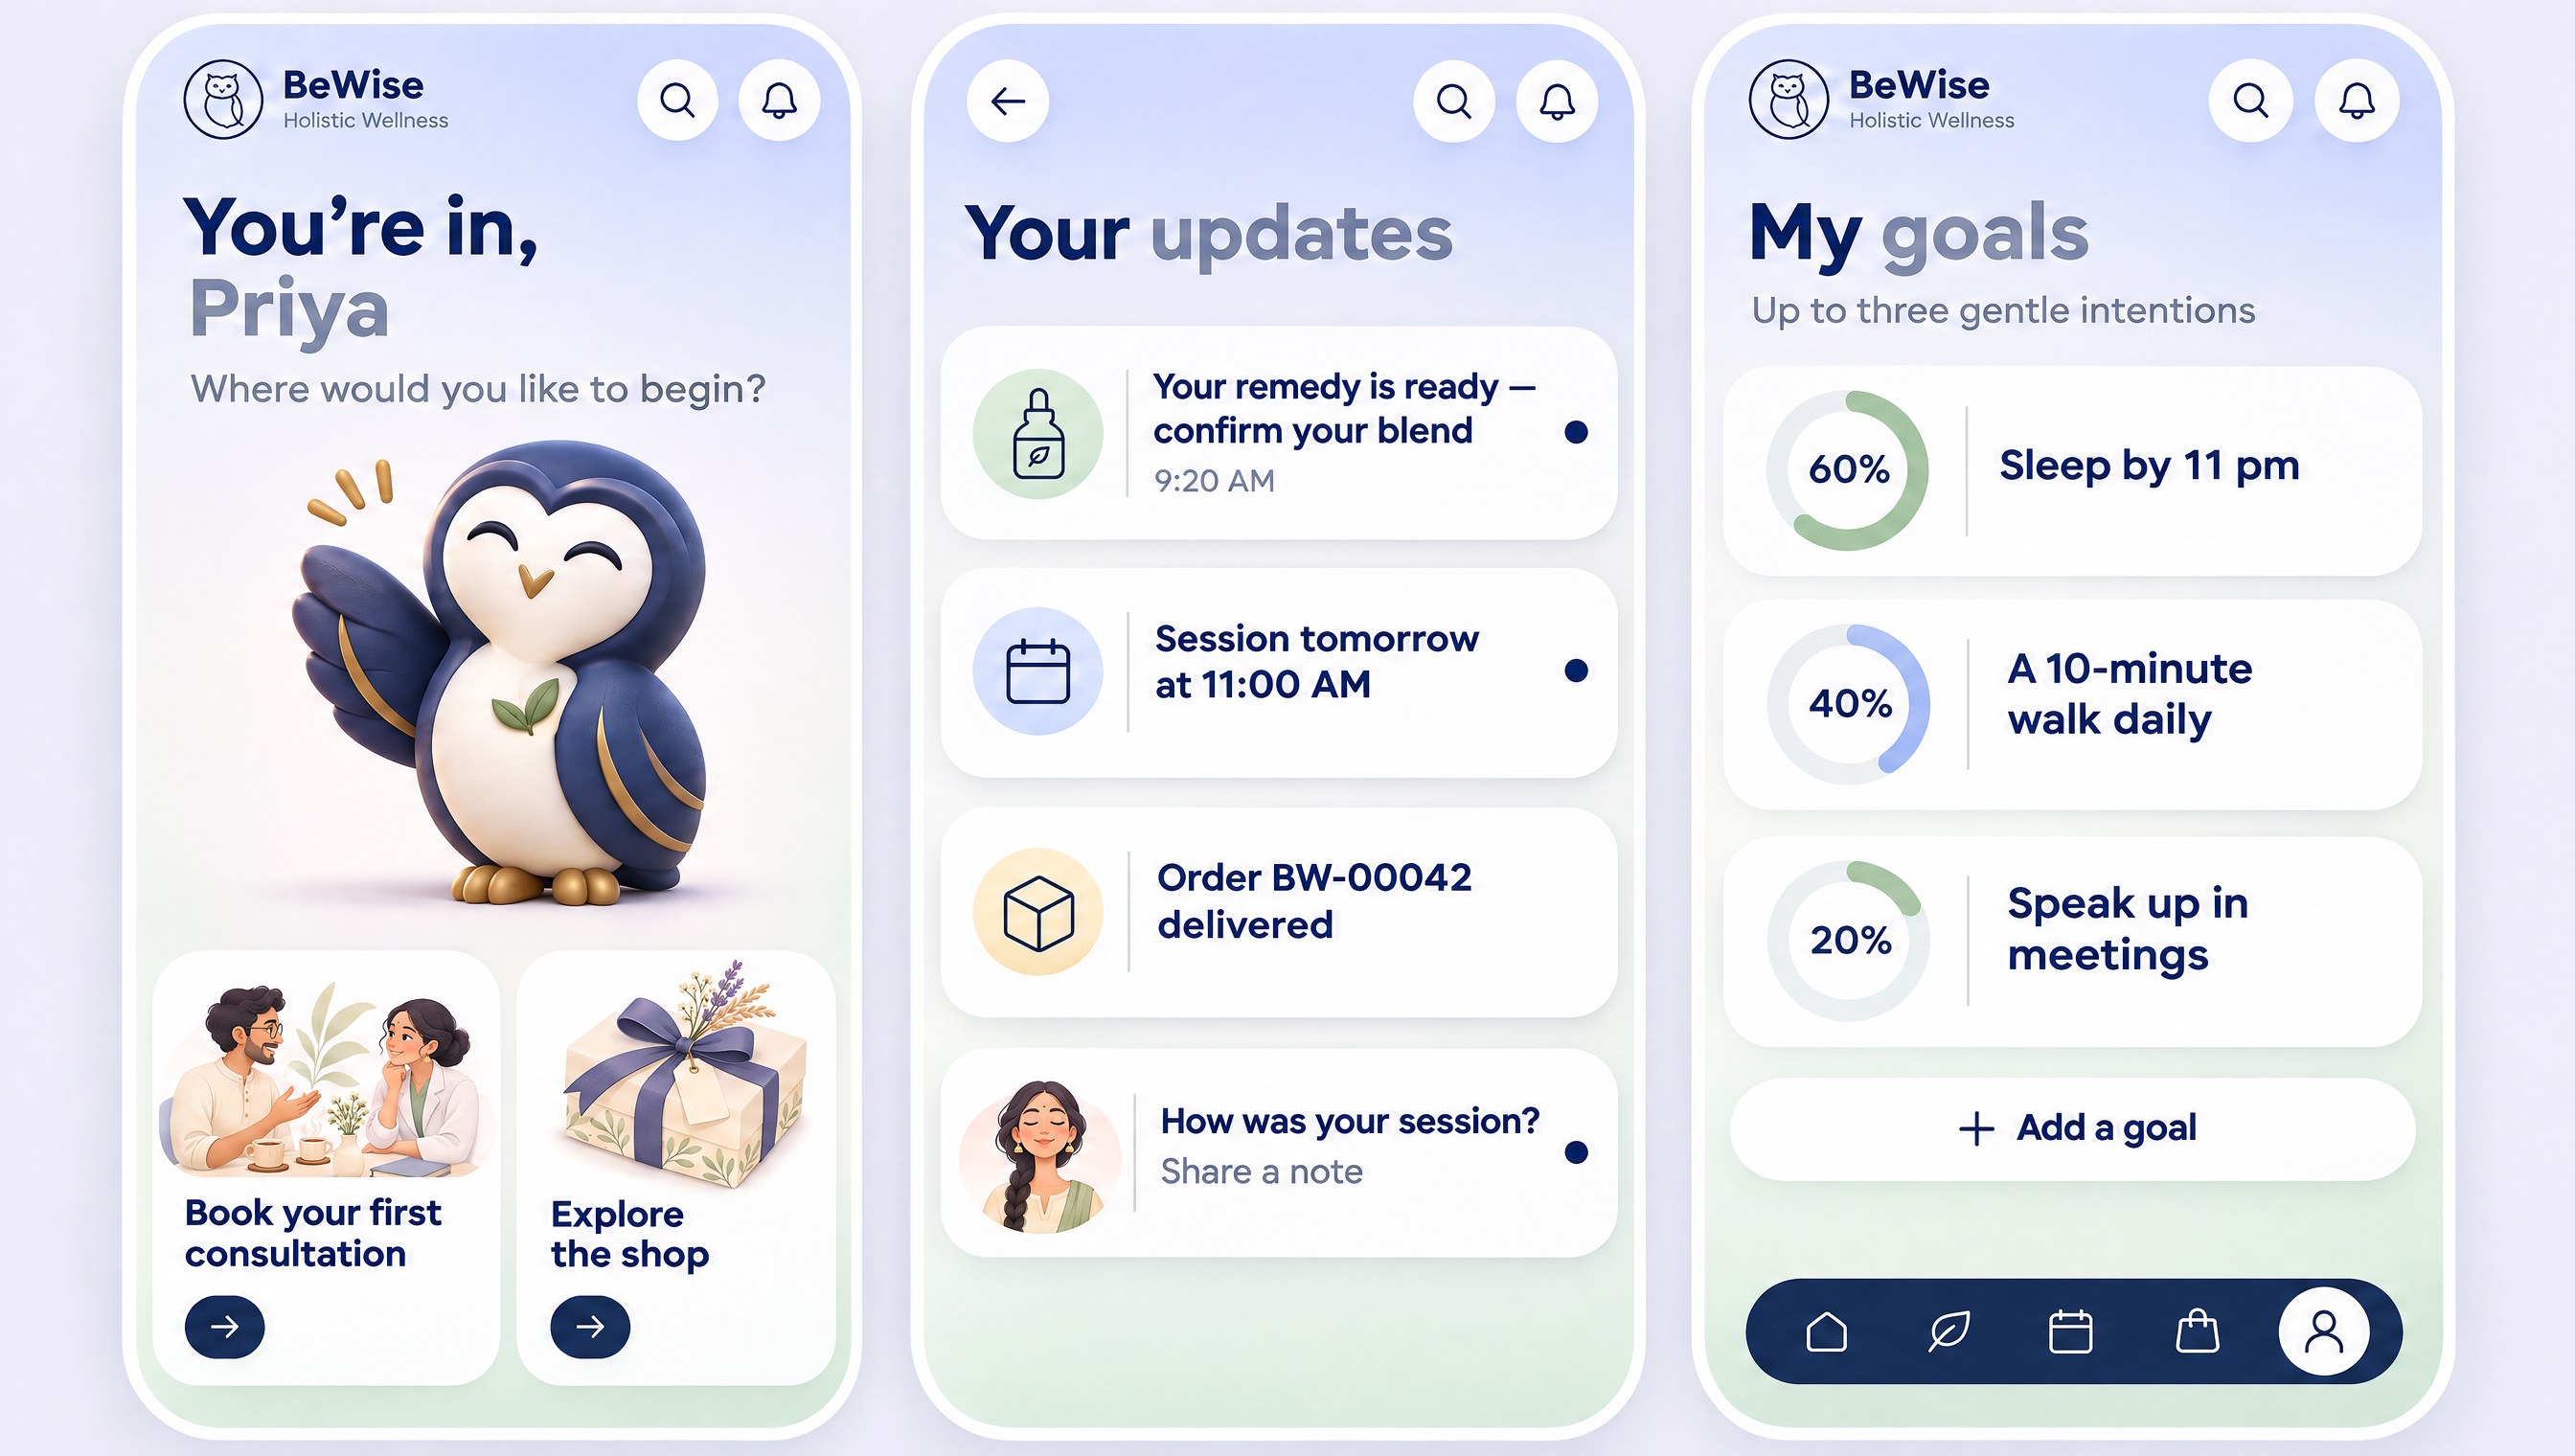 BeWise
Holistic Wellness
You're in,
Priya
Where would you like to begin?
Book your first
consultation
Explore
the shop
Your updates
Your remedy is ready —
confirm your blend
9:20 AM
Session tomorrow
at 11:00 AM
Order BW-00042
delivered
How was your session?
Share a note
BeWise
Holistic Wellness
My goals
Up to three gentle intentions
60%
Sleep by 11 pm
40%
A 10-minute
walk daily
20%
Speak up in
meetings
+ Add a goal